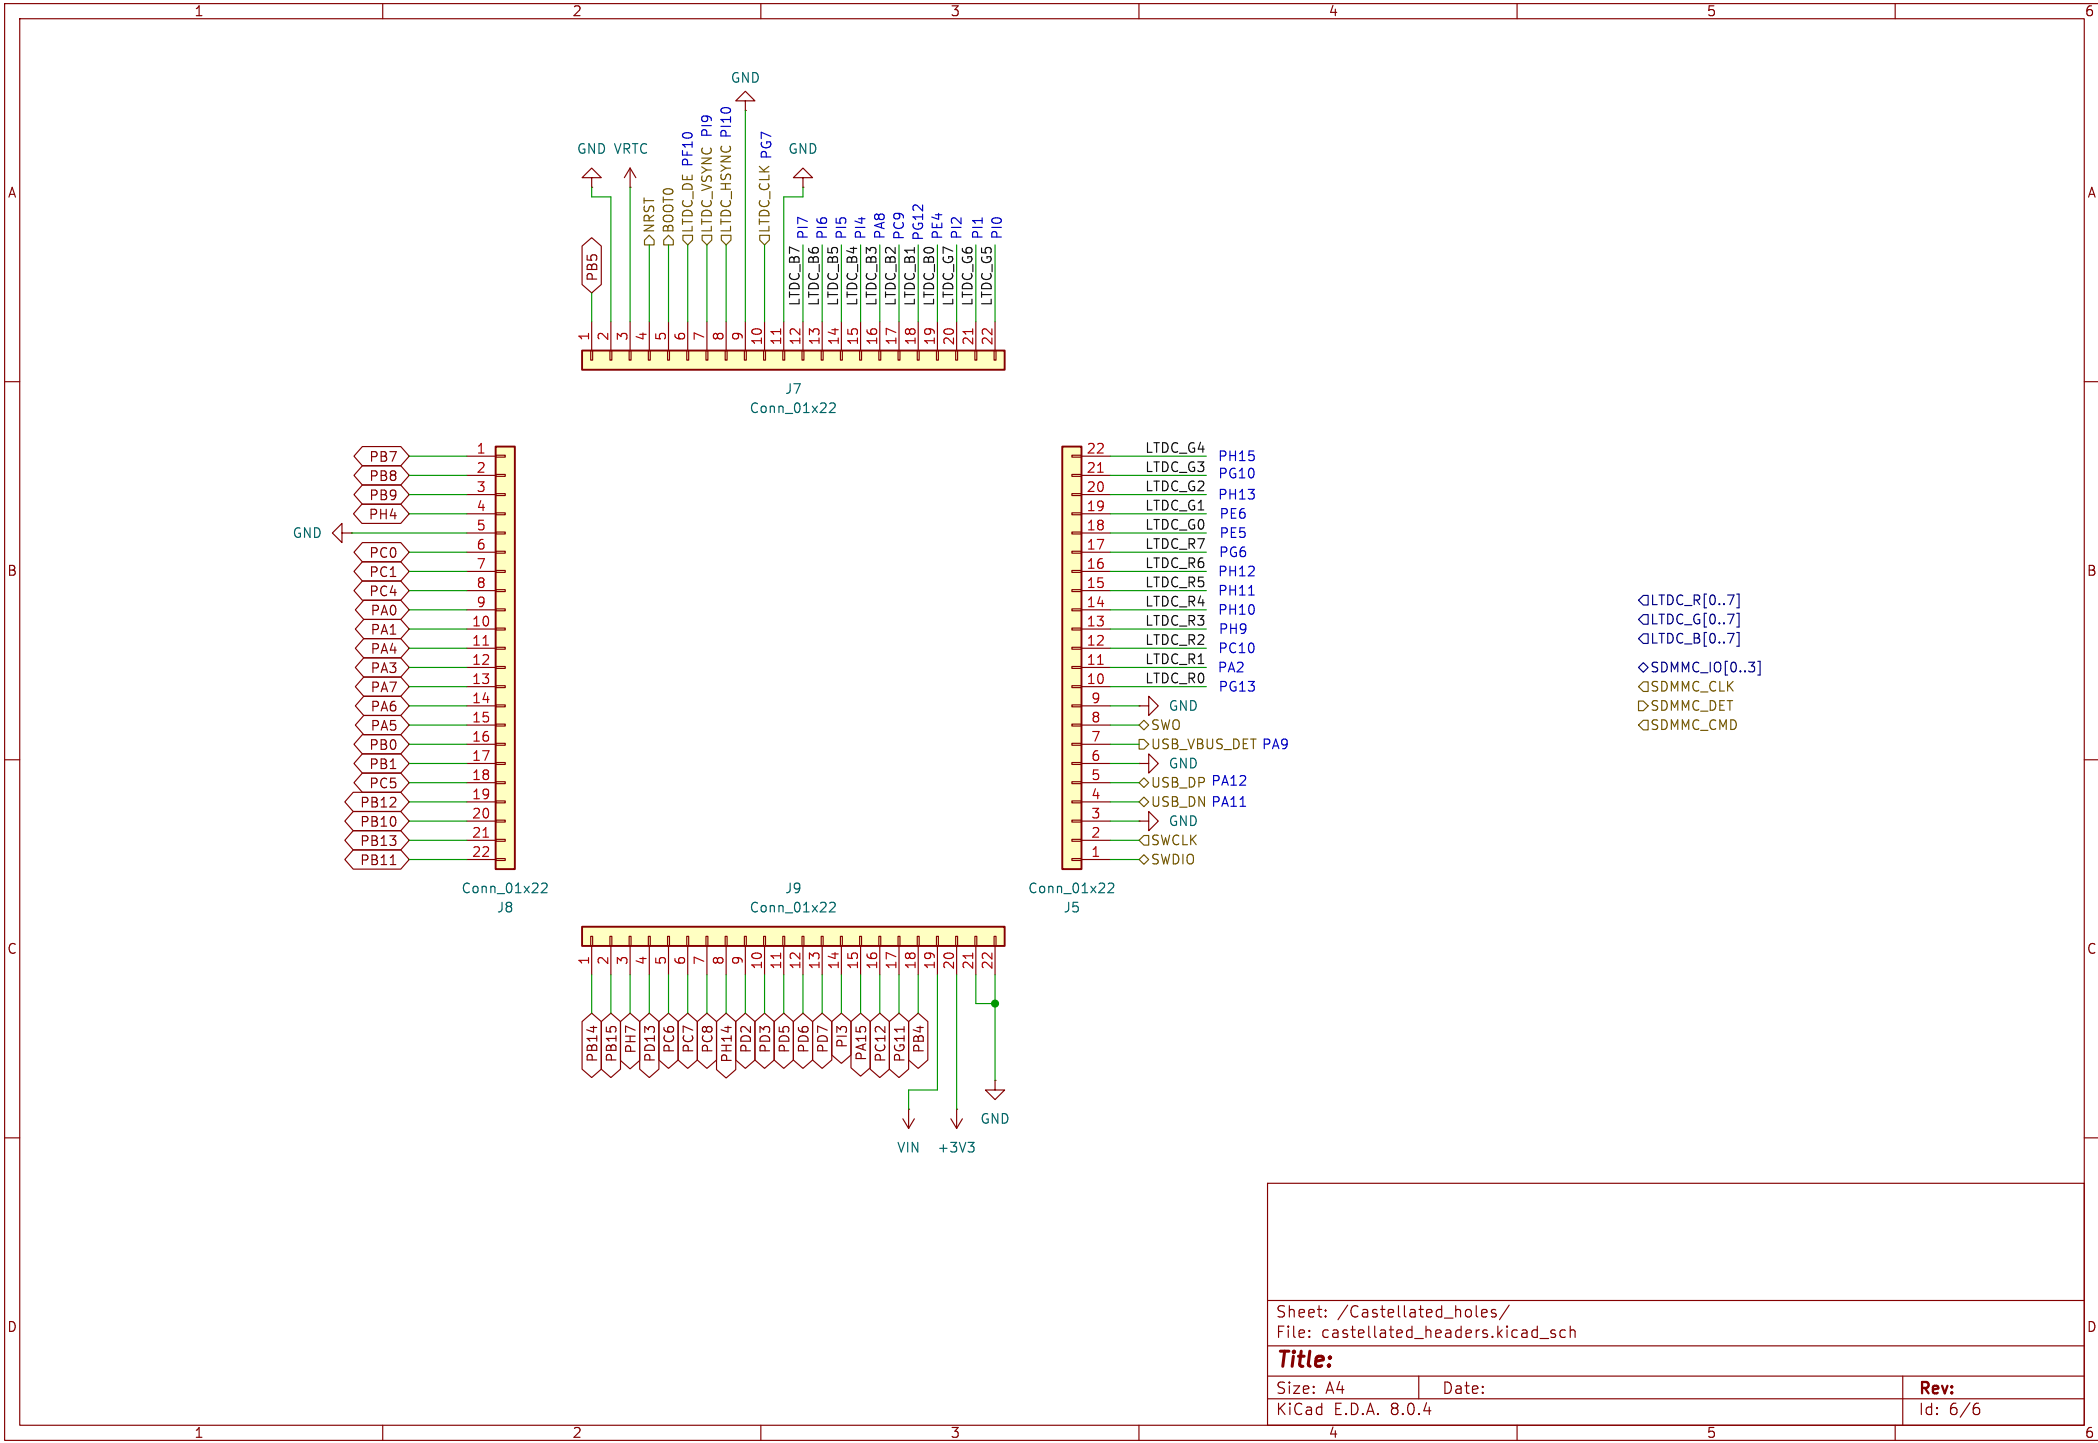 1 2 3 4 5 6
A
B
C
D
A
B
C
D
GND
GND VRTC
GND
PB5
NRST
BOOT0
LTDC_DE PF10
LTDC_VSYNC PI9
LTDC_HSYNC PI10
LTDC_CLK PG7
LTDC_B7 PI7
LTDC_B6 PI6
LTDC_B5 PI5
LTDC_B4 PI4
LTDC_B3 PA8
LTDC_B2 PC9
LTDC_B1 PG12
LTDC_B0 PE4
LTDC_G7 PI2
LTDC_G6 PI1
LTDC_G5 PI0
1 2 3 4 5 6 7 8 9 10 11 12 13 14 15 16 17 18 19 20 21 22
J7
Conn_01x22
PB7 1
PB8 2
PB9 3
PH4 4
GND 5
PC0 6
PC1 7
PC4 8
PA0 9
PA1 10
PA4 11
PA3 12
PA7 13
PA6 14
PA5 15
PB0 16
PB1 17
PC5 18
PB12 19
PB10 20
PB13 21
PB11 22
Conn_01x22
J8
22 LTDC_G4 PH15
21 LTDC_G3 PG10
20 LTDC_G2 PH13
19 LTDC_G1 PE6
18 LTDC_G0 PE5
17 LTDC_R7 PG6
16 LTDC_R6 PH12
15 LTDC_R5 PH11
14 LTDC_R4 PH10
13 LTDC_R3 PH9
12 LTDC_R2 PC10
11 LTDC_R1 PA2
10 LTDC_R0 PG13
9 GND
8 SWO
7 USB_VBUS_DET PA9
6 GND
5 USB_DP PA12
4 USB_DN PA11
3 GND
2 SWCLK
1 SWDIO
Conn_01x22
J5
LTDC_R[0..7]
LTDC_G[0..7]
LTDC_B[0..7]
SDMMC_IO[0..3]
SDMMC_CLK
SDMMC_DET
SDMMC_CMD
J9
Conn_01x22
1 2 3 4 5 6 7 8 9 10 11 12 13 14 15 16 17 18 19 20 21 22
PB14
PB15
PH7
PD13
PC6
PC7
PC8
PH14
PD2
PD3
PD5
PD6
PD7
PI3
PA15
PC12
PG11
PB4
GND
VIN +3V3
Sheet: /Castellated_holes/
File: castellated_headers.kicad_sch
Title:
Size: A4 Date: Rev:
KiCad E.D.A. 8.0.4 Id: 6/6
1 2 3 4 5 6